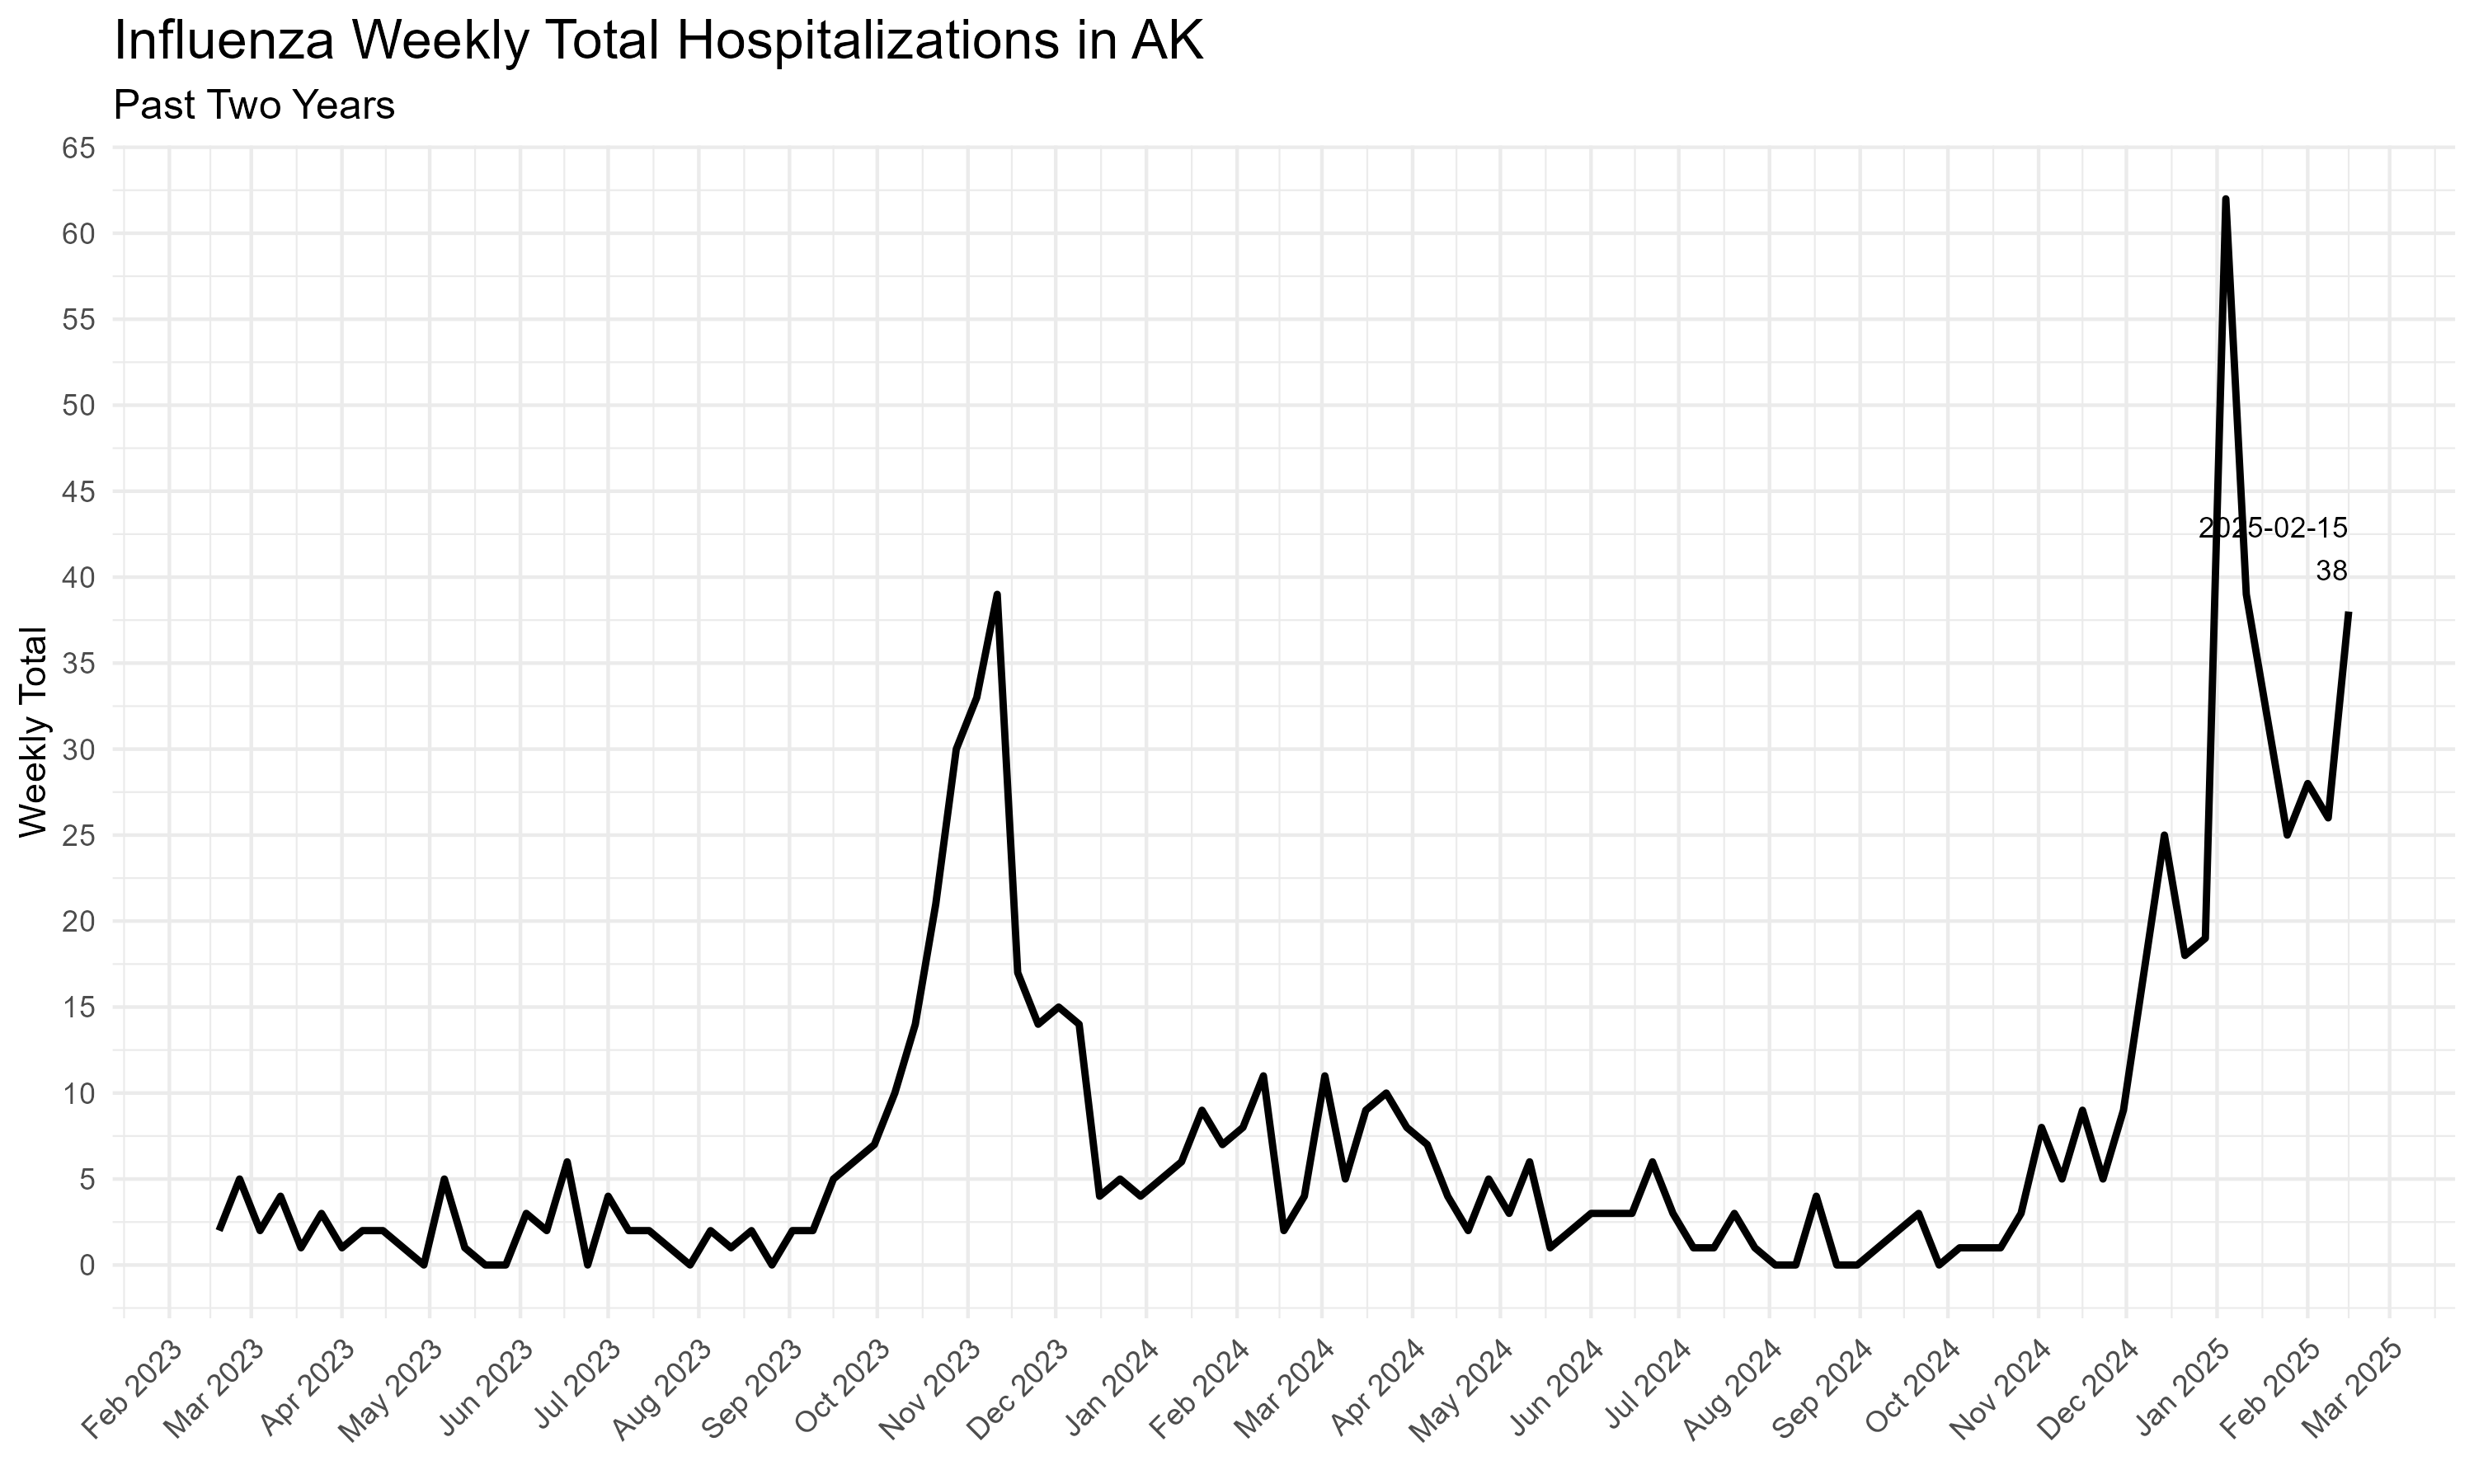 Influenza Weekly Total Hospitalizations in AK
Past Two Years
Weekly Total
65
60
55
50
45
40
35
30
25
20
15
10
5
0
2025-02-15
38
Feb 2023
Mar 2023
Apr 2023
May 2023
Jun 2023
Jul 2023
Aug 2023
Sep 2023
Oct 2023
Nov 2023
Dec 2023
Jan 2024
Feb 2024
Mar 2024
Apr 2024
May 2024
Jun 2024
Jul 2024
Aug 2024
Sep 2024
Oct 2024
Nov 2024
Dec 2024
Jan 2025
Feb 2025
Mar 2025